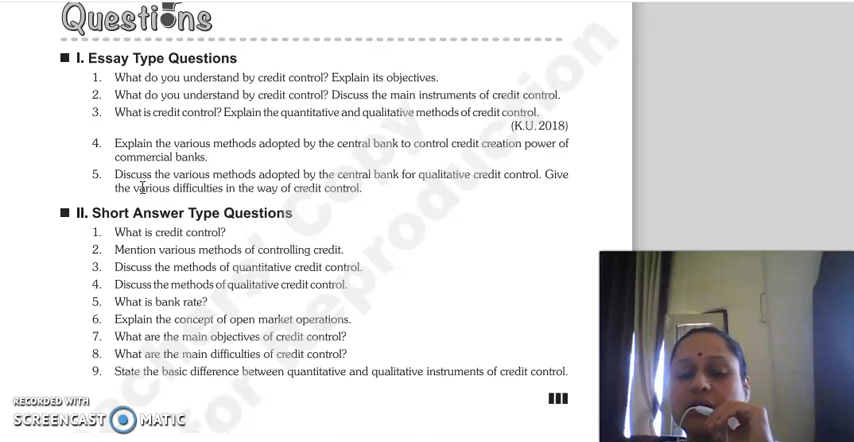 Questions
I. Essay Type Questions
1. What do you understand by credit control? Explain its objectives.
2. What do you understand by credit control? Discuss the main instruments of credit control.
3. What is credit control? Explain the quantitative and qualitative methods of credit control.
(K.U. 2018)
4. Explain the various methods adopted by the central bank to control credit creation power of
commercial banks.
5. Discuss the various methods adopted by the central bank for qualitative credit control. Give
the various difficulties in the way of credit control.
II. Short Answer Type Questions
1. What is credit control?
2. Mention various methods of controlling credit.
3. Discuss the methods of quantitative credit control.
4. Discuss the methods of qualitative credit control.
5. What is bank rate?
6. Explain the concept of open market operations.
7. What are the main objectives of credit control?
8. What are the main difficulties of credit control?
9. State the basic difference between quantitative and qualitative instruments of credit control.
RECORDED WITH
SCREENCAST MATIC